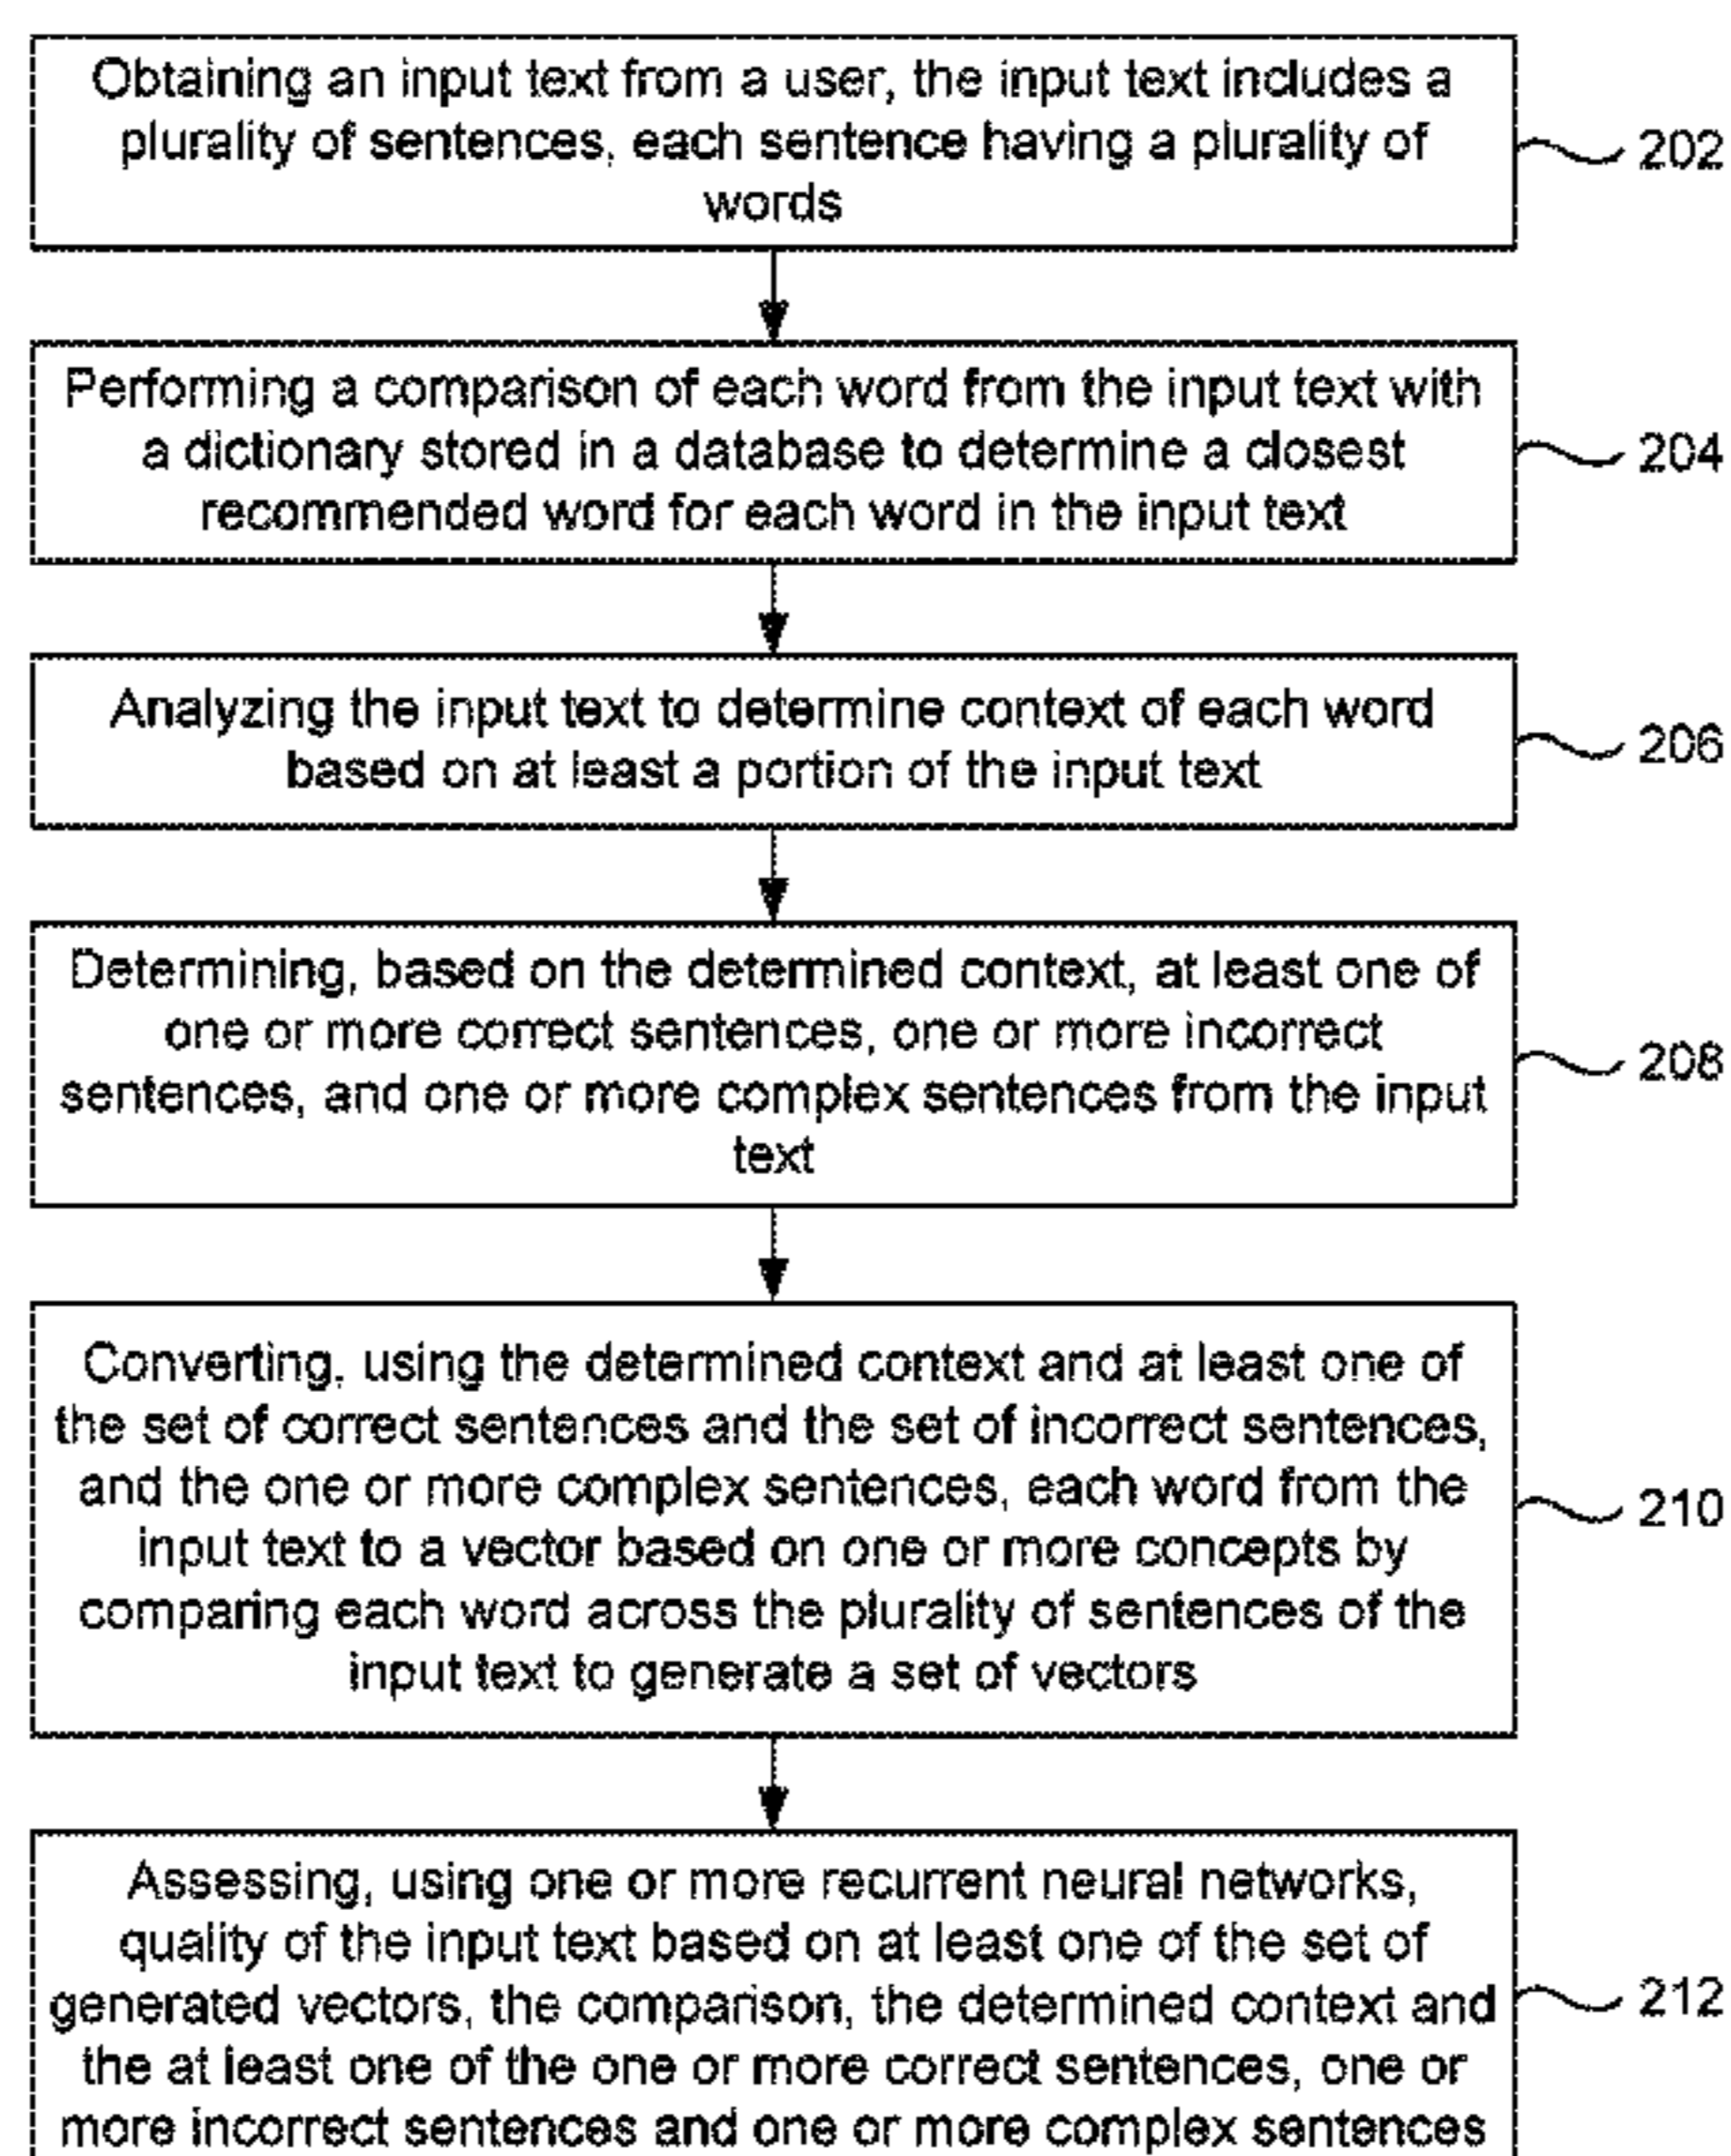 Obtaining an input text from a user, the input text includes a
plurality of sentences, each sentence having a plurality of
words
202
Performing a comparison of each word from the input text with
a dictionary stored in a database to determine a closest
recommended word for each word in the input text
204
Analyzing the input text to determine context of each word
based on at least a portion of the input text
206
Determining, based on the determined context, at least one of
one or more correct sentences, one or more incorrect
sentences, and one or more complex sentences from the input
text
208
Converting, using the determined context and at least one of
the set of correct sentences and the set of incorrect sentences,
and the one or more complex sentences, each word from the
input text to a vector based on one or more concepts by
comparing each word across the plurality of sentences of the
input text to generate a set of vectors
210
Assessing, using one or more recurrent neural networks,
quality of the input text based on at least one of the set of
generated vectors, the comparison, the determined context and
the at least one of the one or more correct sentences, one or
more incorrect sentences and one or more complex sentences
212